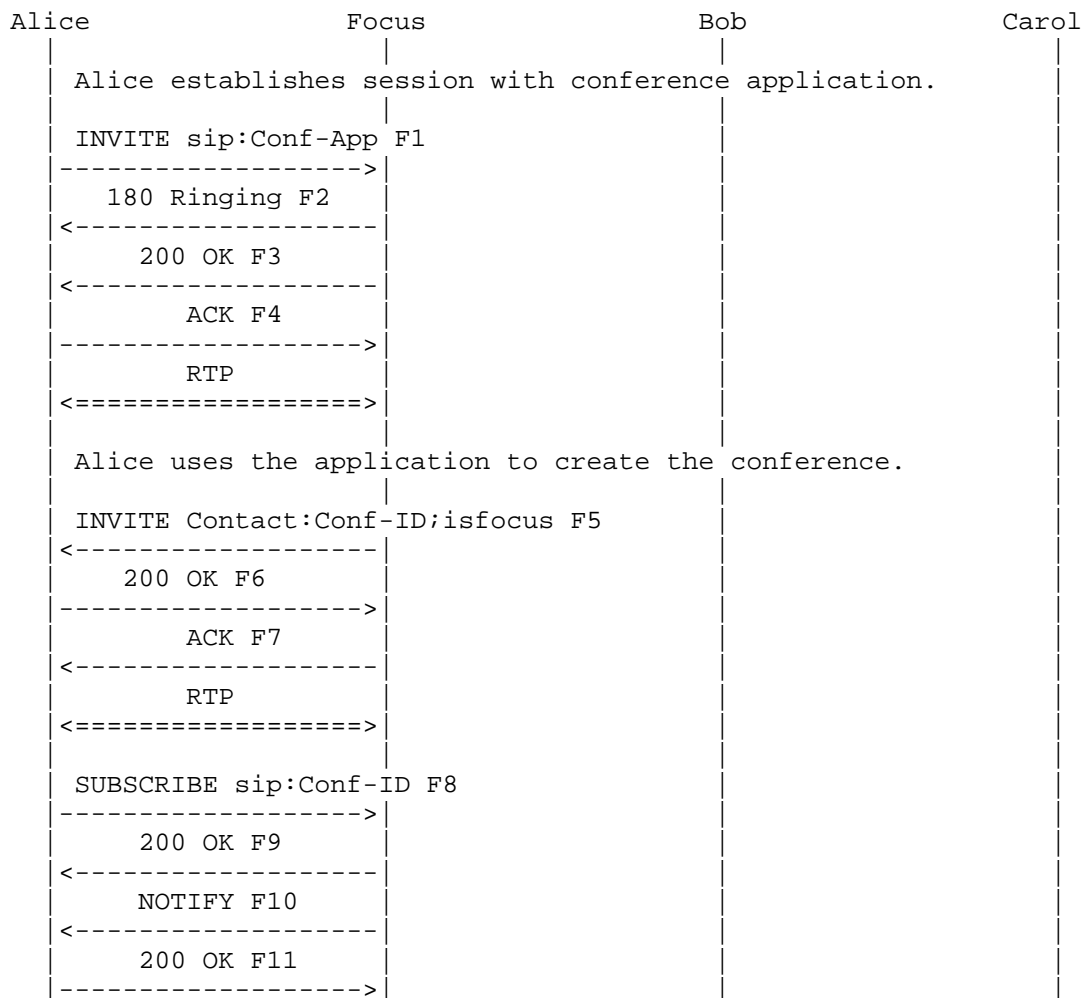 Alice Focus Bob Carol
Alice establishes session with conference application.
INVITE sip:Conf-App F1
180 Ringing F2
200 OK F3
ACK F4
RTP
Alice uses the application to create the conference.
INVITE Contact:Conf-ID;isfocus F5
200 OK F6
ACK F7
RTP
SUBSCRIBE sip:Conf-ID F8
200 OK F9
NOTIFY F10
200 OK F11